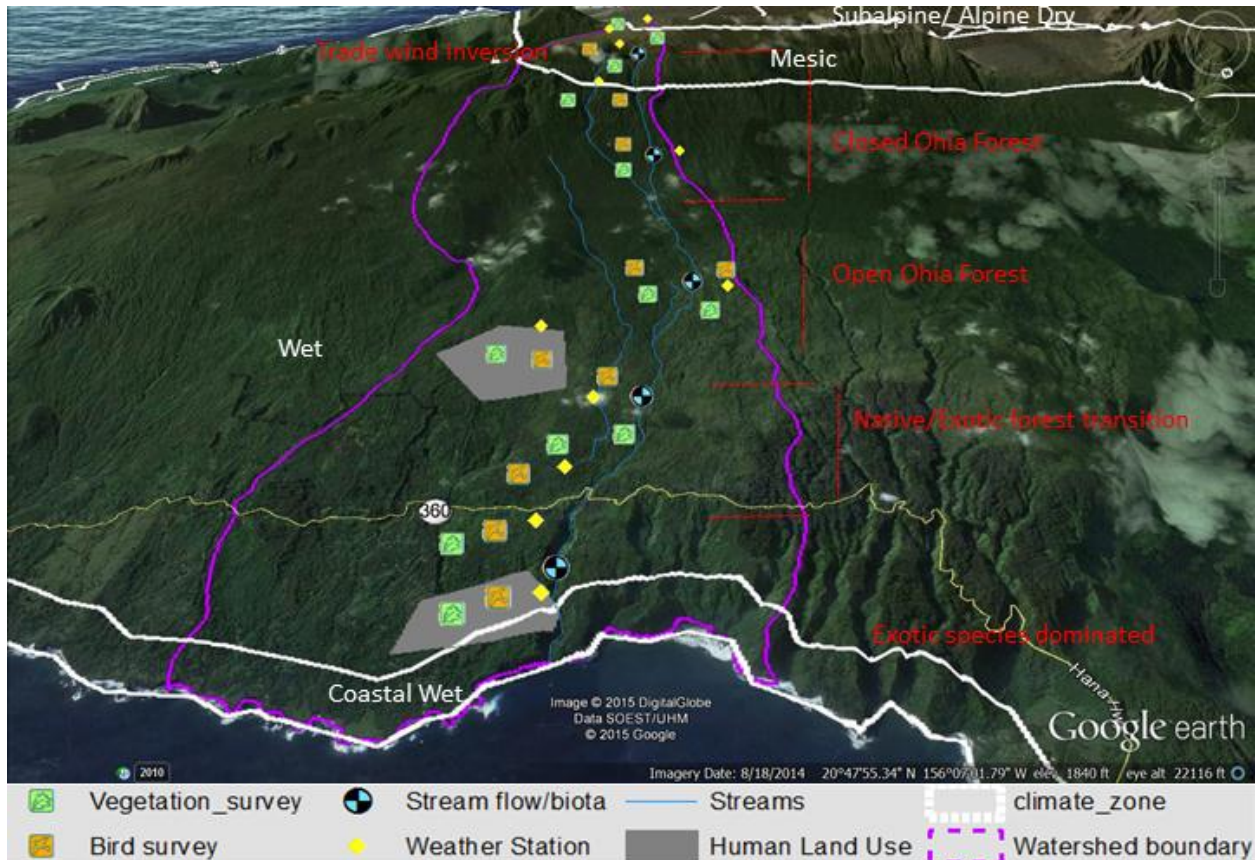 Subalpine/ Alpine Dry
Trade wind Inversion
Mesic
Closed Ohia Forest
Open Ohia Forest
Wet
Native/Exotic forest transition
360
Exotic species dominated
Coastal Wet
Hana Hwy
Image © 2015 DigitalGlobe
Data SOEST/UHM
© 2015 Google
Google earth
2010
Imagery Date: 8/18/2014 20°47'55.34" N 156°07'01.79" W elev 1840 ft eye alt 22116 ft
Vegetation_survey
Stream flow/biota
Streams
climate_zone
Bird survey
Weather Station
Human Land Use
Watershed boundary